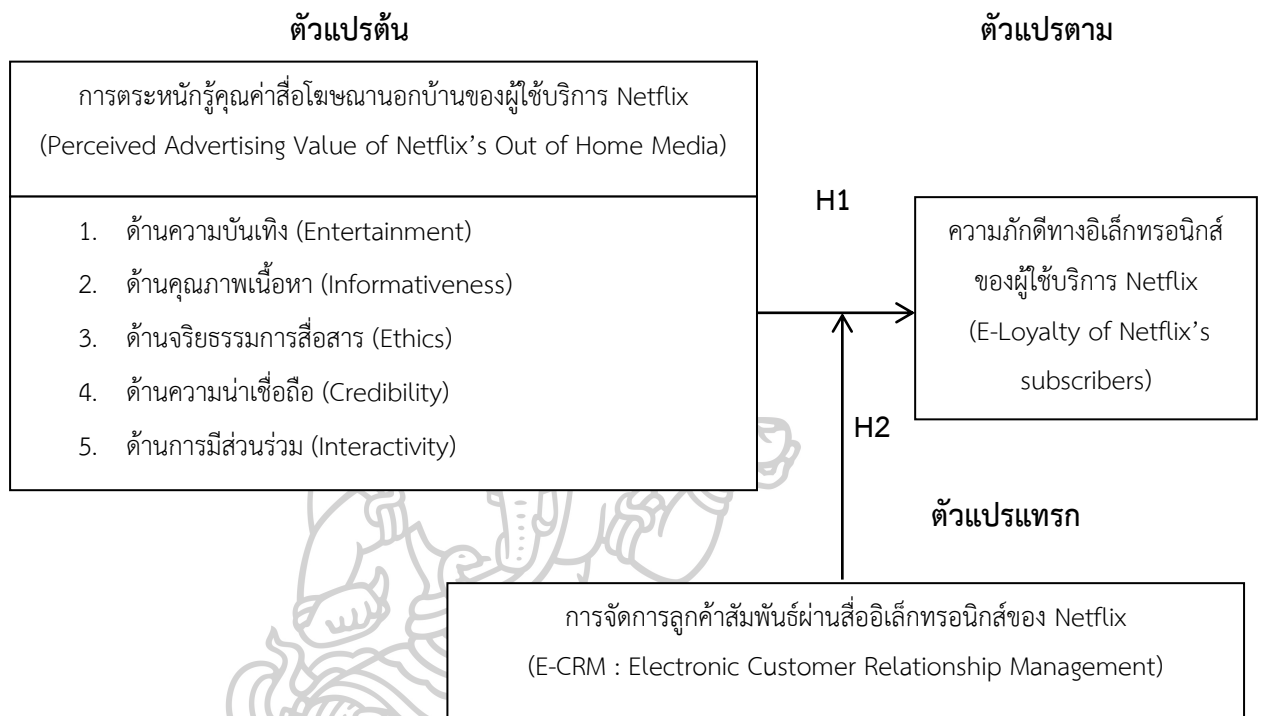 ตัวแปรต้น
ตัวแปรตาม
การตระหนักรู้คุณค่าสื่อโฆษณานอกบ้านของผู้ใช้บริการ Netflix
(Perceived Advertising Value of Netflix’s Out of Home Media)
1. ด้านความบันเทิง (Entertainment)
2. ด้านคุณภาพเนื้อหา (Informativeness)
3. ด้านจริยธรรมการสื่อสาร (Ethics)
4. ด้านความน่าเชื่อถือ (Credibility)
5. ด้านการมีส่วนร่วม (Interactivity)
H1
ความภักดีทางอิเล็กทรอนิกส์
ของผู้ใช้บริการ Netflix
(E-Loyalty of Netflix’s
subscribers)
H2
ตัวแปรแทรก
การจัดการลูกค้าสัมพันธ์ผ่านสื่ออิเล็กทรอนิกส์ของ Netflix
(E-CRM : Electronic Customer Relationship Management)